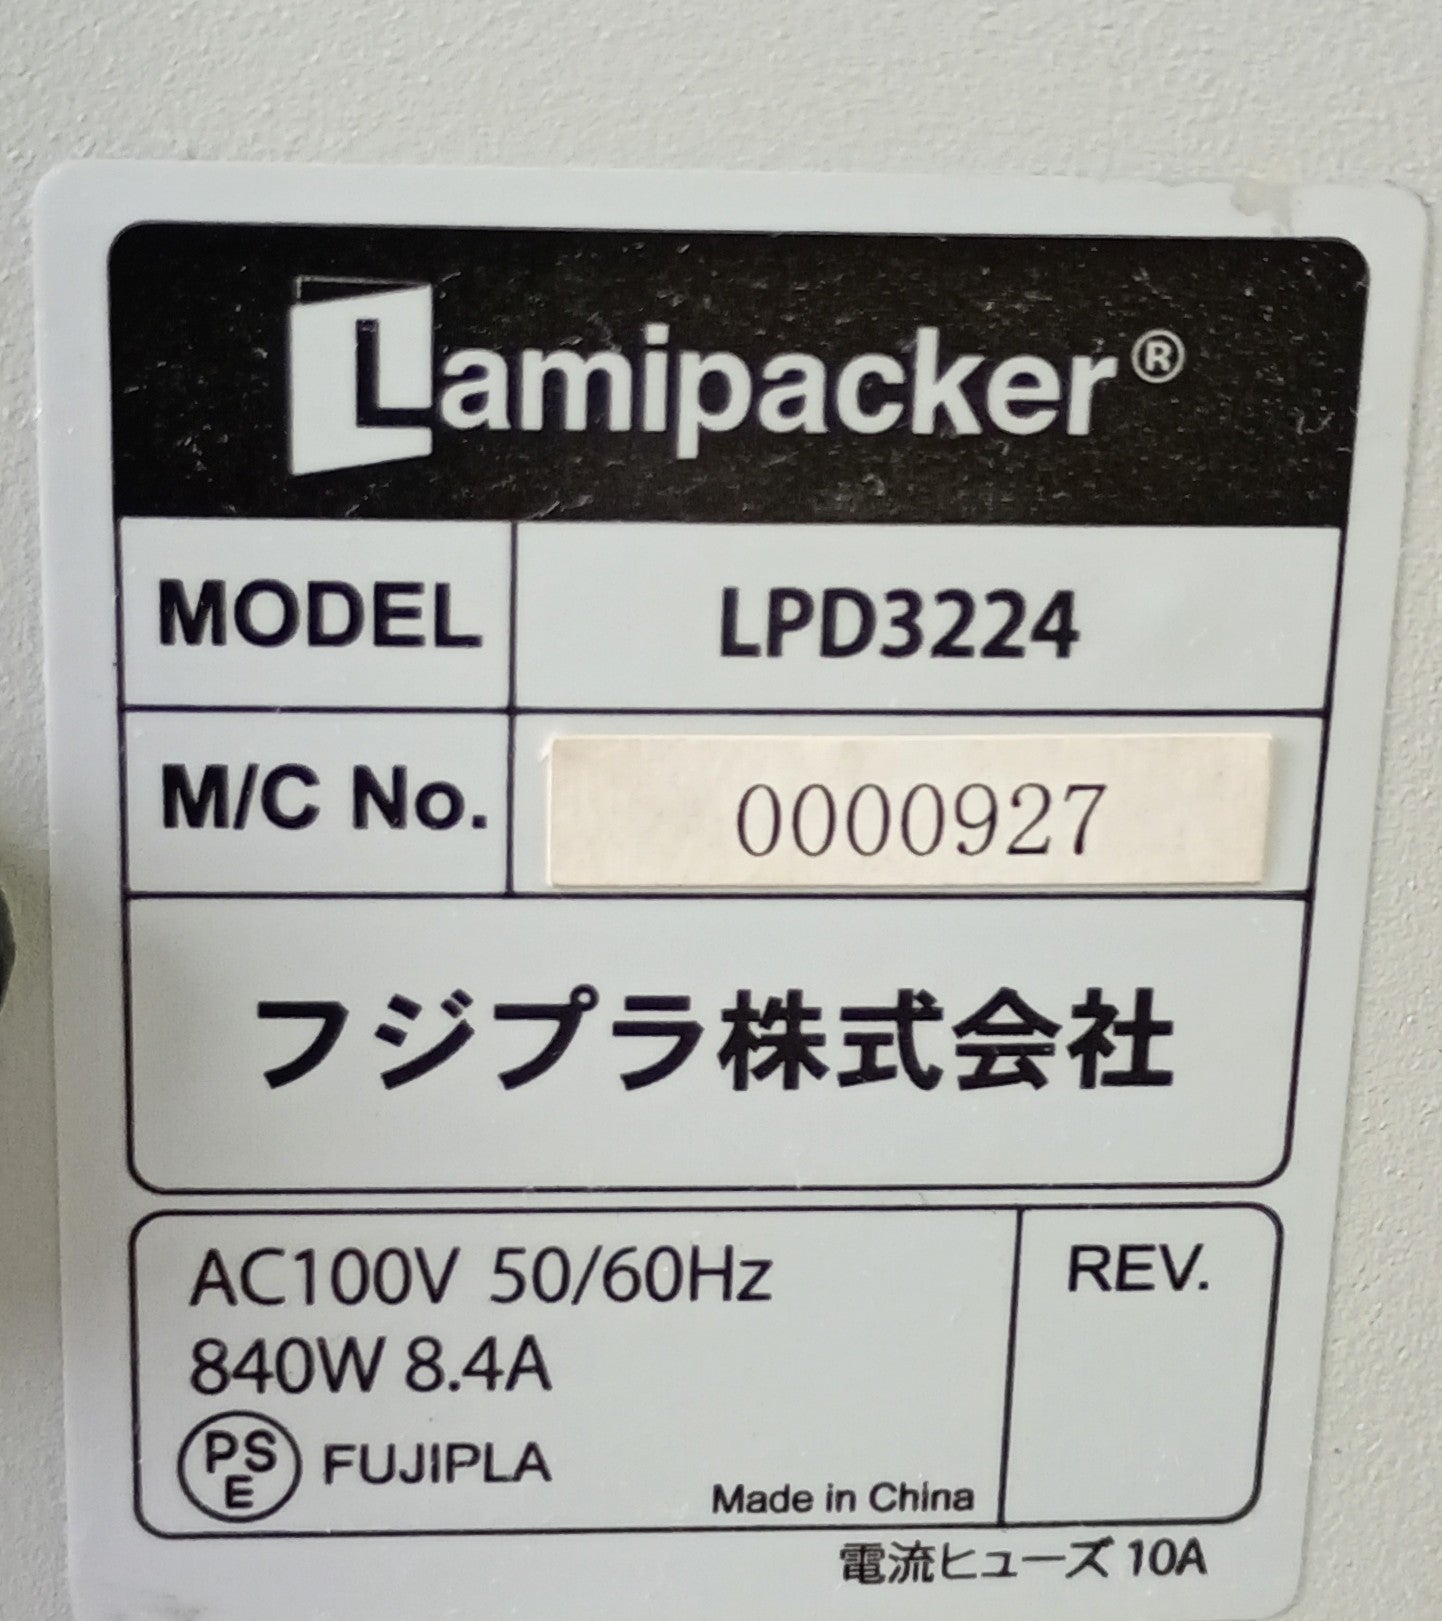 Lamipacker®
MODEL LPD3224
M/C No. 0000927
フジプラ株式会社
AC100V 50/60Hz REV.
840W 8.4A
PSE FUJIPLA
Made in China
電流ヒューズ 10A